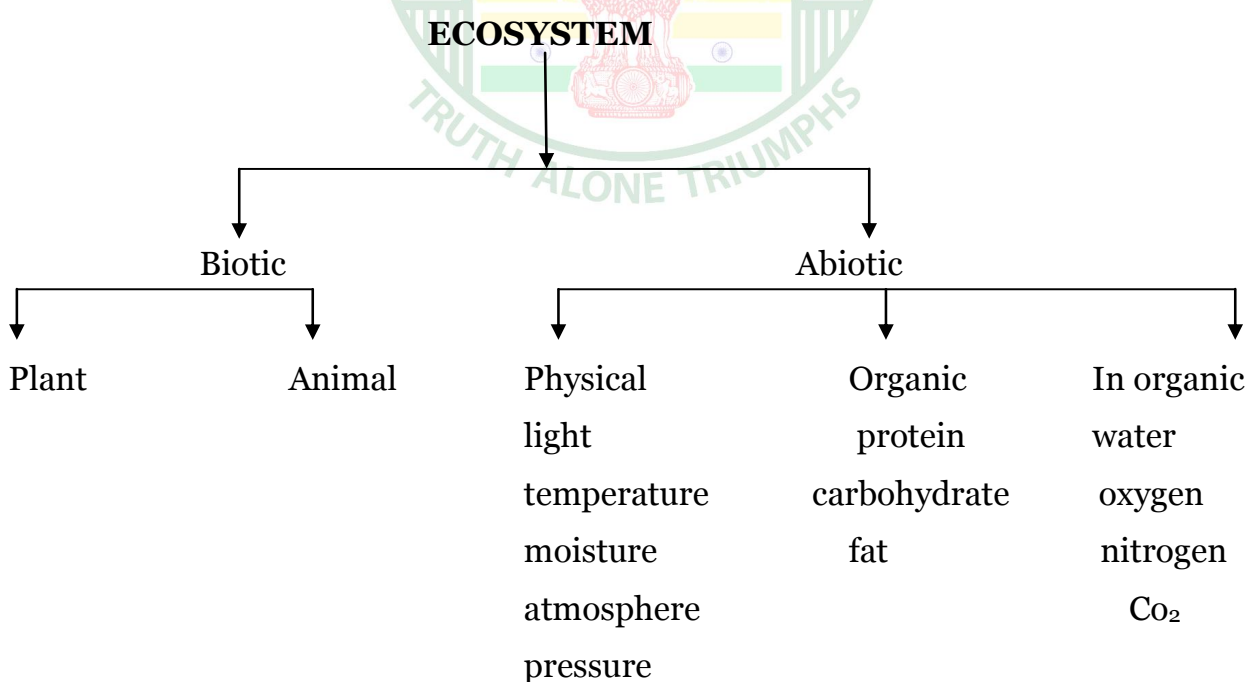 ECOSYSTEM
TRUTH ALONE TRIUMPHS
Biotic Abiotic
Plant Animal Physical Organic In organic
light protein water
temperature carbohydrate oxygen
moisture fat nitrogen
atmosphere Co₂
pressure